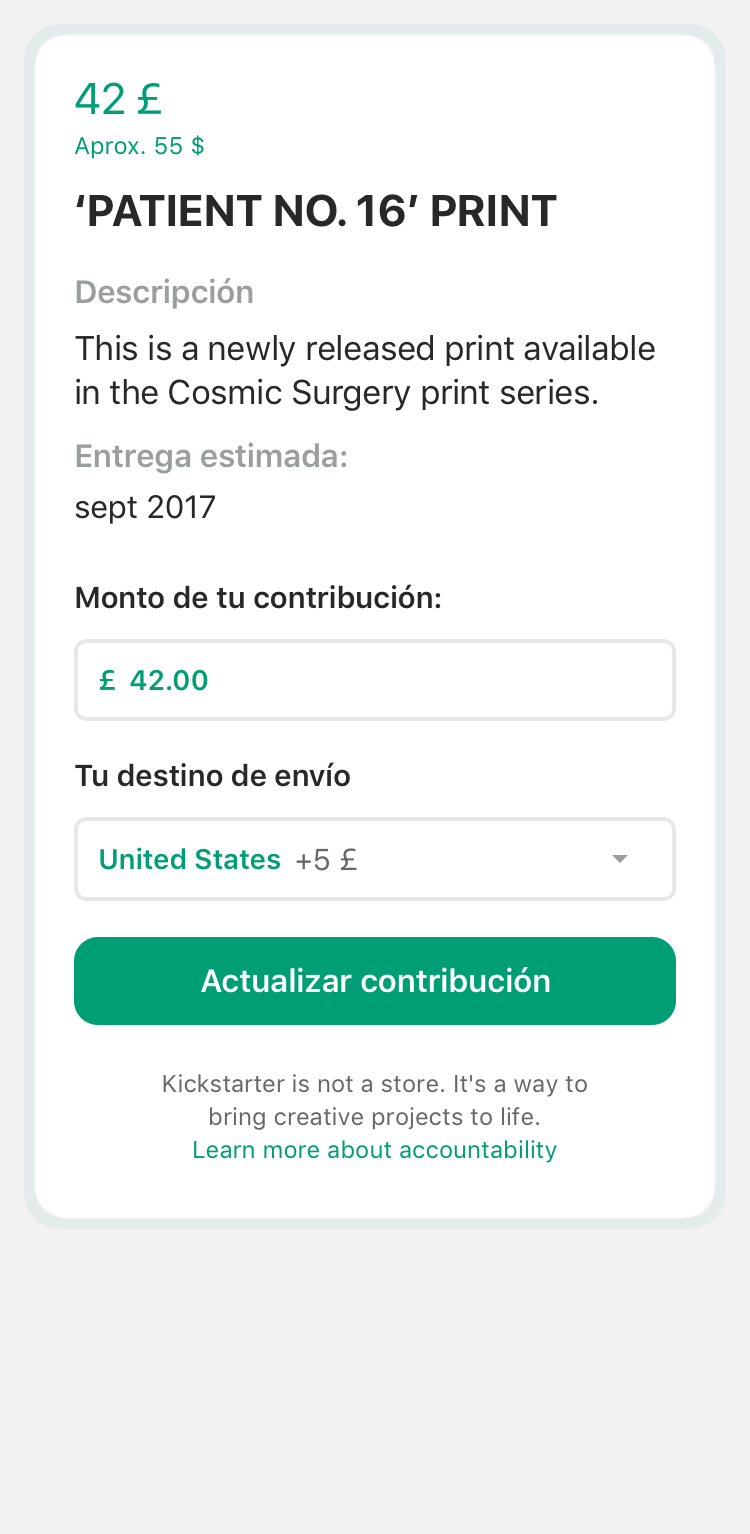 42 £
Aprox. 55 $
‘PATIENT NO. 16’ PRINT
Descripción
This is a newly released print available
in the Cosmic Surgery print series.
Entrega estimada:
sept 2017
Monto de tu contribución:
£ 42.00
Tu destino de envío
United States +5 £
Actualizar contribución
Kickstarter is not a store. It's a way to
bring creative projects to life.
Learn more about accountability